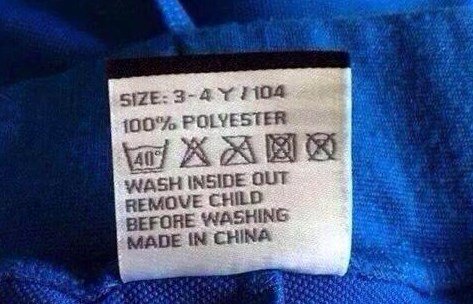 SIZE: 3-4 Y / 104
100% POLYESTER
40°
WASH INSIDE OUT
REMOVE CHILD
BEFORE WASHING
MADE IN CHINA